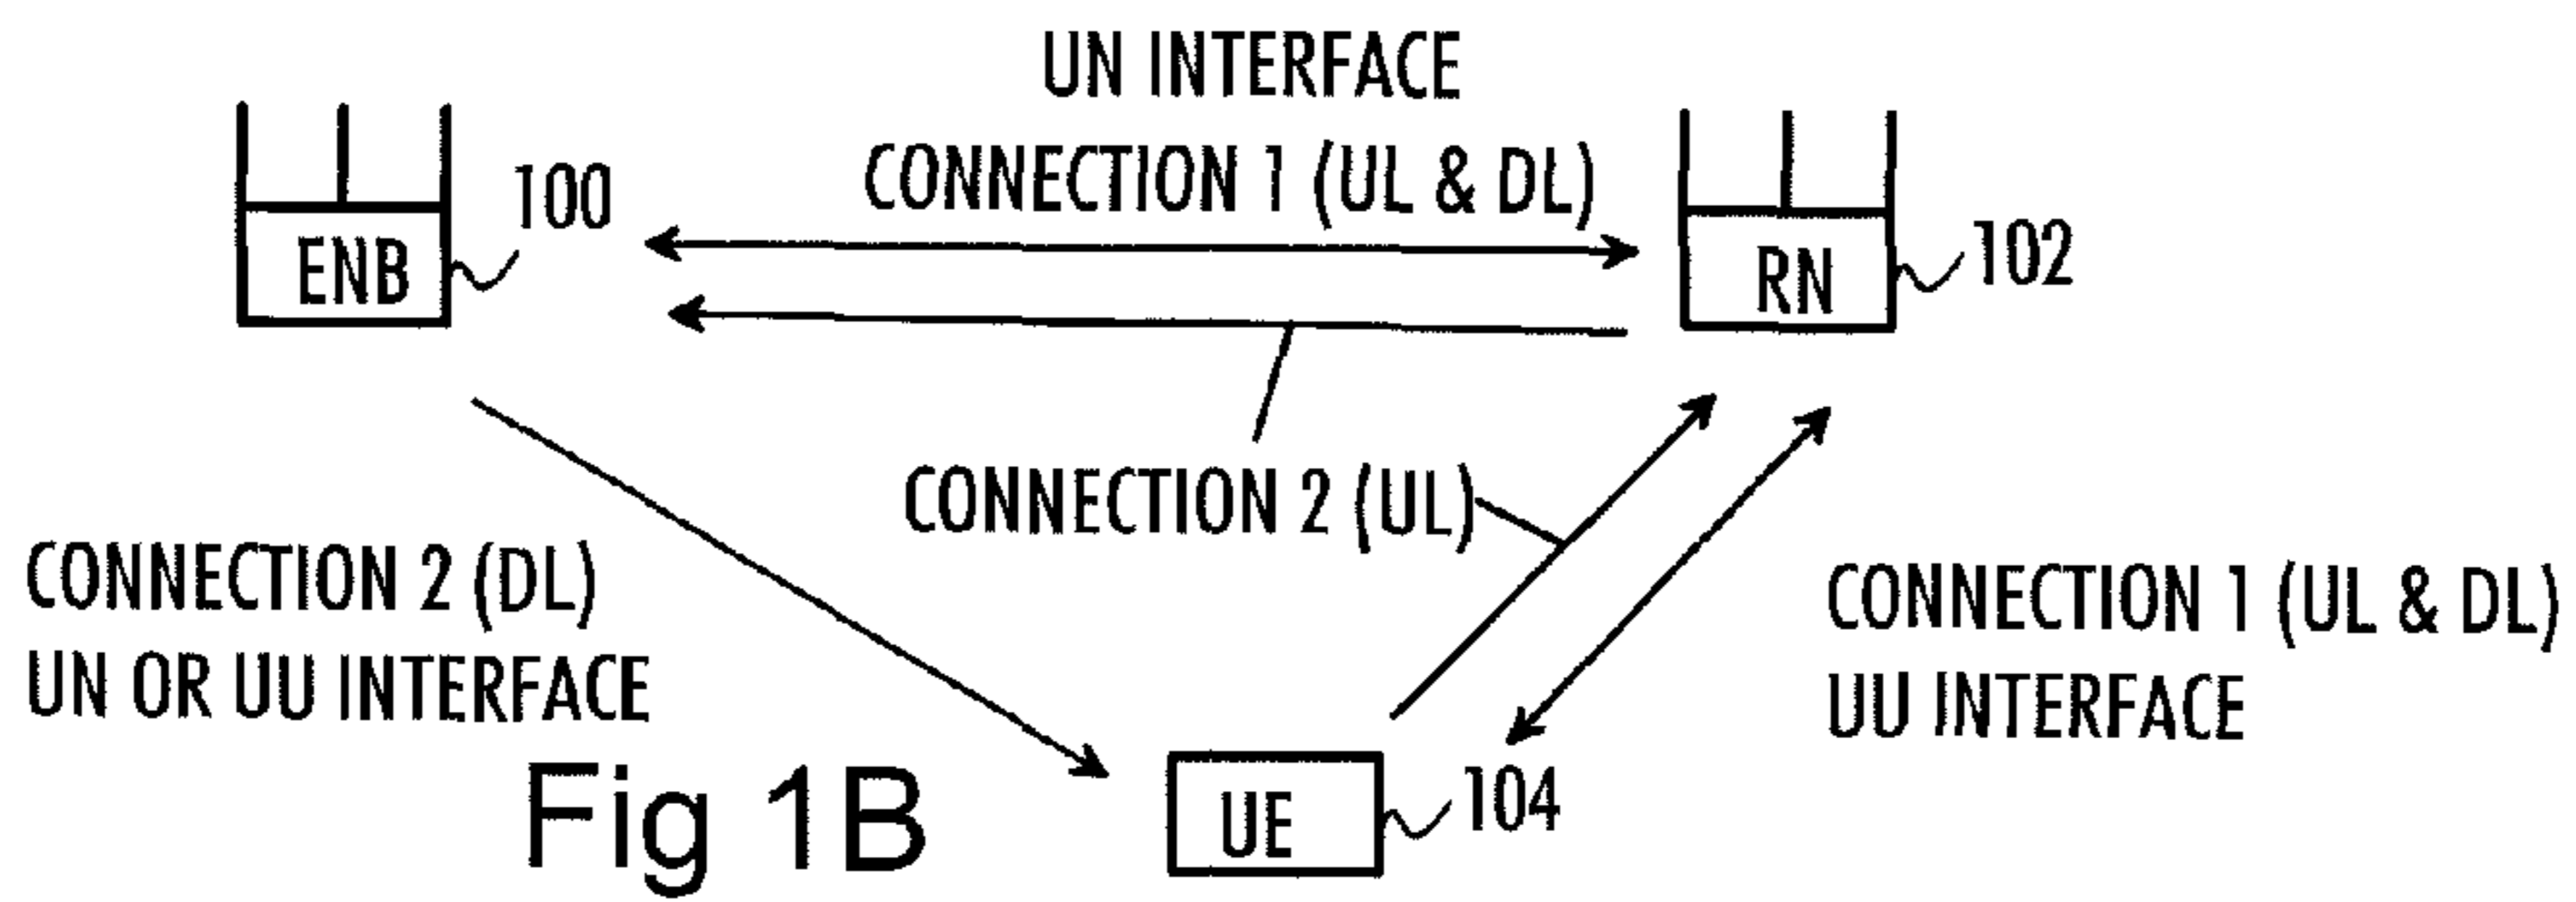 UN INTERFACE
CONNECTION 1 (UL & DL)
100
ENB
RN
102
CONNECTION 2 (UL)
CONNECTION 2 (DL)
UN OR UU INTERFACE
CONNECTION 1 (UL & DL)
UU INTERFACE
UE
104
Fig 1B